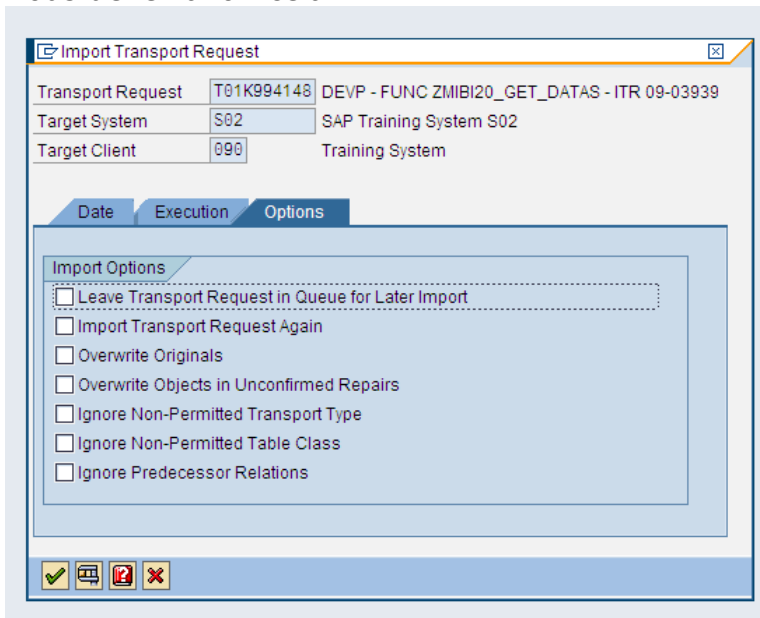 Import Transport Request
Transport Request T01K994148 DEVP - FUNC ZMIBI20_GET_DATAS - ITR 09-03939
Target System S02 SAP Training System S02
Target Client 090 Training System
Date Execution Options
Import Options
Leave Transport Request in Queue for Later Import
Import Transport Request Again
Overwrite Originals
Overwrite Objects in Unconfirmed Repairs
Ignore Non-Permitted Transport Type
Ignore Non-Permitted Table Class
Ignore Predecessor Relations